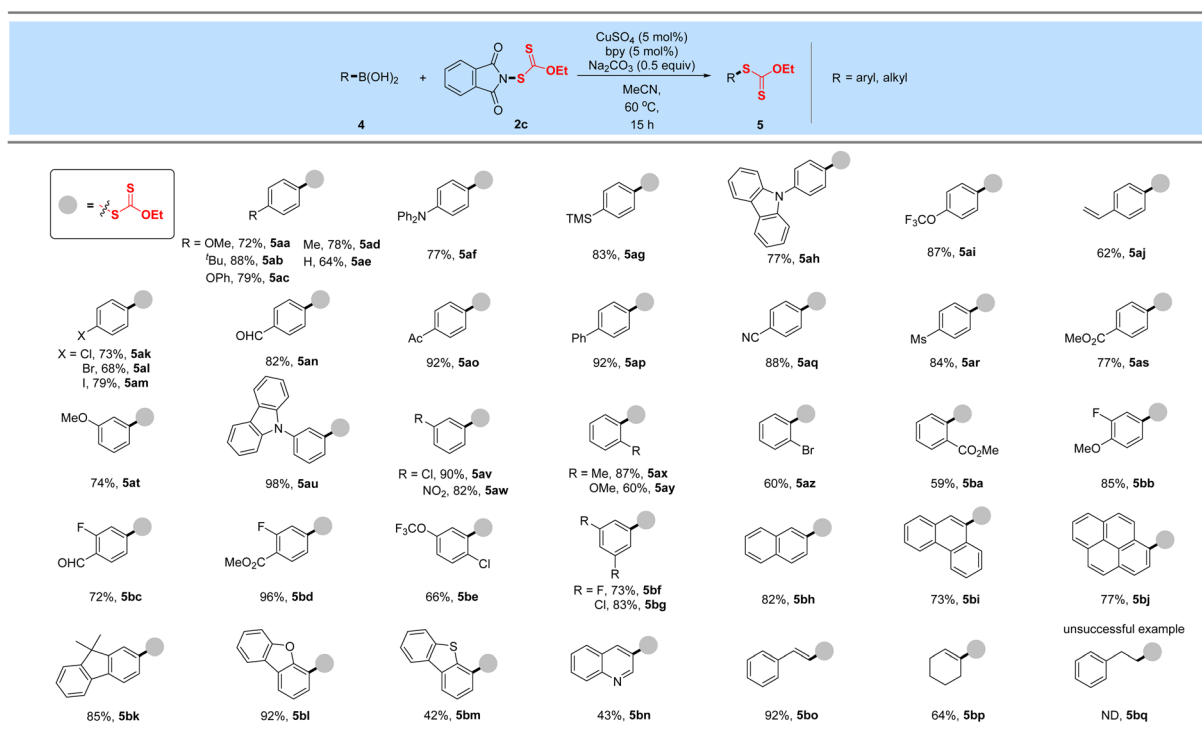 CuSO4 (5 mol%)
bpy (5 mol%)
Na2CO3 (0.5 equiv)
MeCN,
60 ºC,
15 h
R B(OH)2
+
O
N
O
S
S
OEt
R
S
OEt
S
R = aryl, alkyl
4
2c
5
= S
S
OEt
R
R = OMe, 72%, 5aa
Me, 78%, 5ad
tBu, 88%, 5ab
H, 64%, 5ae
OPh, 79%, 5ac
Ph2N
77%, 5af
TMS
83%, 5ag
N
77%, 5ah
F3C O
87%, 5ai
62%, 5aj
X
X = Cl, 73%, 5ak
Br, 68%, 5al
I, 79%, 5am
OHC
82%, 5an
Ac
92%, 5ao
Ph
92%, 5ap
NC
88%, 5aq
Ms
84%, 5ar
MeO2C
77%, 5as
MeO
74%, 5at
N
98%, 5au
R
R = Cl, 90%, 5av
NO2, 82%, 5aw
R
R = Me, 87%, 5ax
OMe, 60%, 5ay
Br
60%, 5az
CO2Me
59%, 5ba
F
MeO
85%, 5bb
F
OHC
72%, 5bc
F
MeO2C
96%, 5bd
F3CO
Cl
66%, 5be
R
R
R = F, 73%, 5bf
Cl, 83%, 5bg
82%, 5bh
73%, 5bi
77%, 5bj
85%, 5bk
O
92%, 5bl
S
42%, 5bm
N
43%, 5bn
92%, 5bo
64%, 5bp
unsuccessful example
ND, 5bq